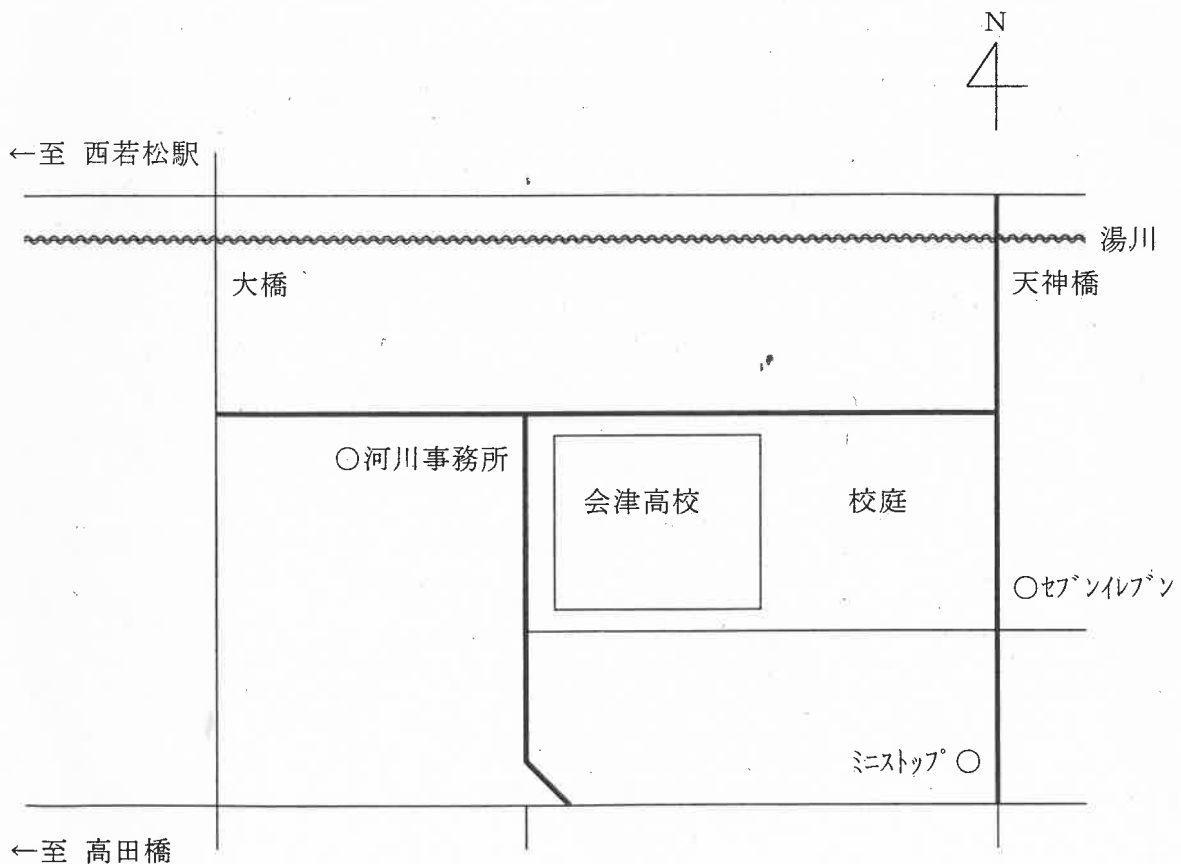 N
←至 西若松駅
湯川
大橋
天神橋
○河川事務所
会津高校
校庭
○セブンイレブン
ミニストップ ○
←至 高田橋